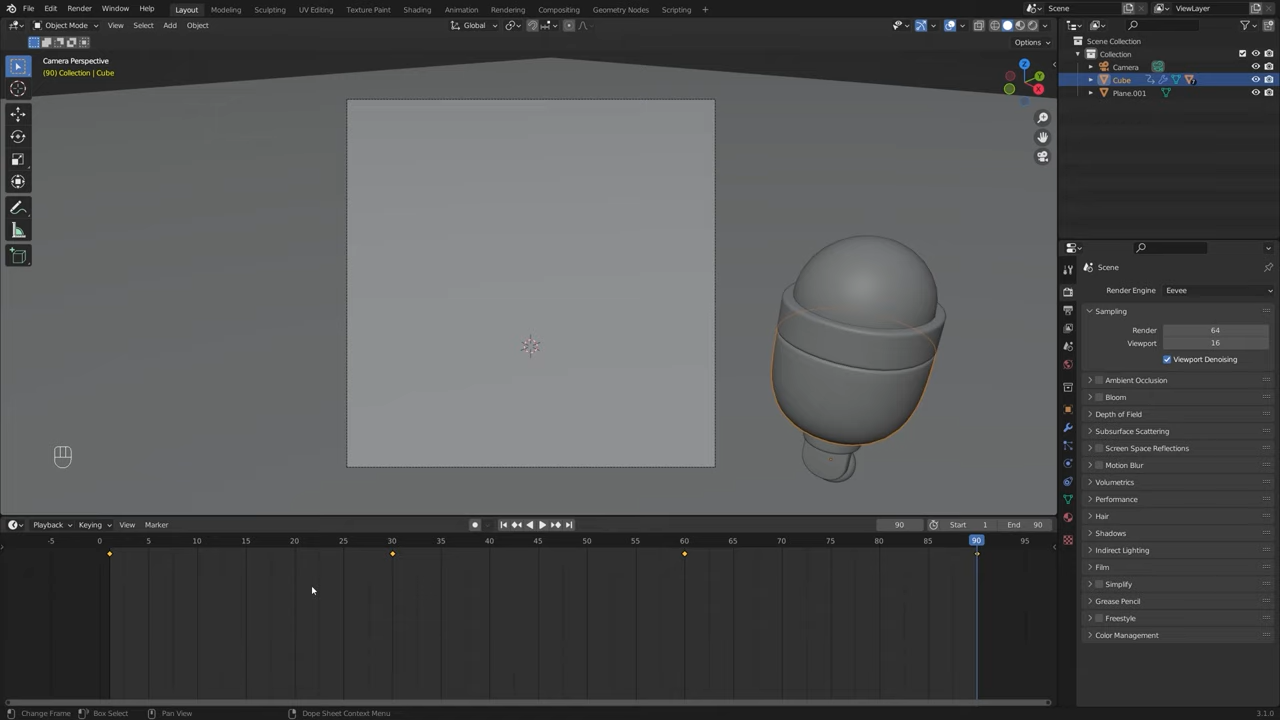 File Edit Render Window Help Layout Modeling Sculpting UV Editing Texture Paint Shading Animation Rendering Compositing Geometry Nodes Scripting + Scene ViewLayer
Object Mode View Select Add Object Global
Options
Camera Perspective
(90) Collection | Cube
Z
Y
X
Scene Collection
Collection
Camera
Cube
Plane.001
Scene
Render Engine Eevee
Sampling
Render 64
Viewport 16
Viewport Denoising
Ambient Occlusion
Bloom
Depth of Field
Subsurface Scattering
Screen Space Reflections
Motion Blur
Volumetrics
Performance
Hair
Shadows
Indirect Lighting
Film
Simplify
Grease Pencil
Freestyle
Color Management
Playback Keying View Marker 90 Start 1 End 90
-5 0 5 10 15 20 25 30 35 40 45 50 55 60 65 70 75 80 85 90 95
Change Frame Box Select Pan View Dope Sheet Context Menu 3.1.0